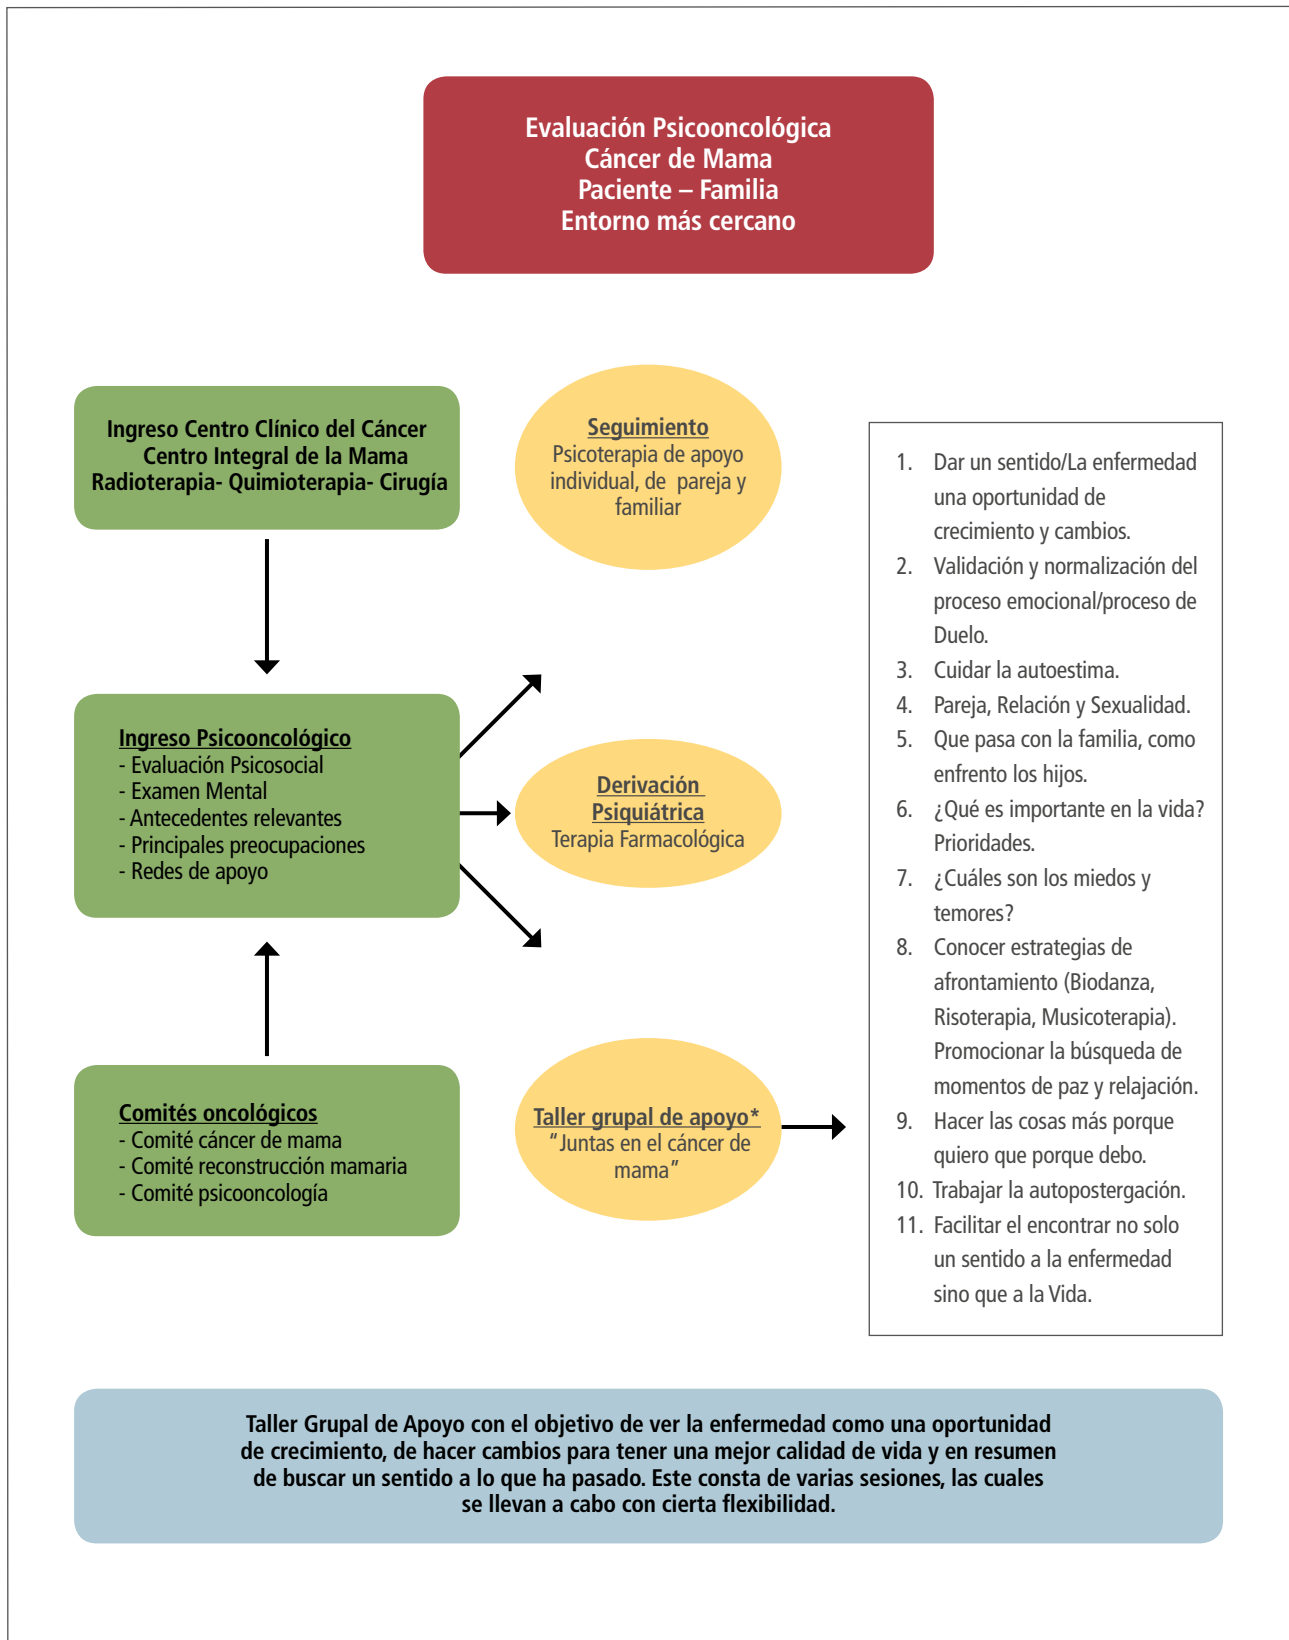 Evaluación Psicooncológica
Cáncer de Mama
Paciente – Familia
Entorno más cercano
Ingreso Centro Clínico del Cáncer
Centro Integral de la Mama
Radioterapia- Quimioterapia- Cirugía
Ingreso Psicooncológico
- Evaluación Psicosocial
- Examen Mental
- Antecedentes relevantes
- Principales preocupaciones
- Redes de apoyo
Comités oncológicos
- Comité cáncer de mama
- Comité reconstrucción mamaria
- Comité psicooncología
Seguimiento
Psicoterapia de apoyo
individual, de pareja y
familiar
Derivación
Psiquiátrica
Terapia Farmacológica
Taller grupal de apoyo*
"Juntas en el cáncer de
mama"
1. Dar un sentido/La enfermedad
una oportunidad de
crecimiento y cambios.
2. Validación y normalización del
proceso emocional/proceso de
Duelo.
3. Cuidar la autoestima.
4. Pareja, Relación y Sexualidad.
5. Que pasa con la familia, como
enfrento los hijos.
6. ¿Qué es importante en la vida?
Prioridades.
7. ¿Cuáles son los miedos y
temores?
8. Conocer estrategias de
afrontamiento (Biodanza,
Risoterapia, Musicoterapia).
Promocionar la búsqueda de
momentos de paz y relajación.
9. Hacer las cosas más porque
quiero que porque debo.
10. Trabajar la autopostergación.
11. Facilitar el encontrar no solo
un sentido a la enfermedad
sino que a la Vida.
Taller Grupal de Apoyo con el objetivo de ver la enfermedad como una oportunidad
de crecimiento, de hacer cambios para tener una mejor calidad de vida y en resumen
de buscar un sentido a lo que ha pasado. Este consta de varias sesiones, las cuales
se llevan a cabo con cierta flexibilidad.